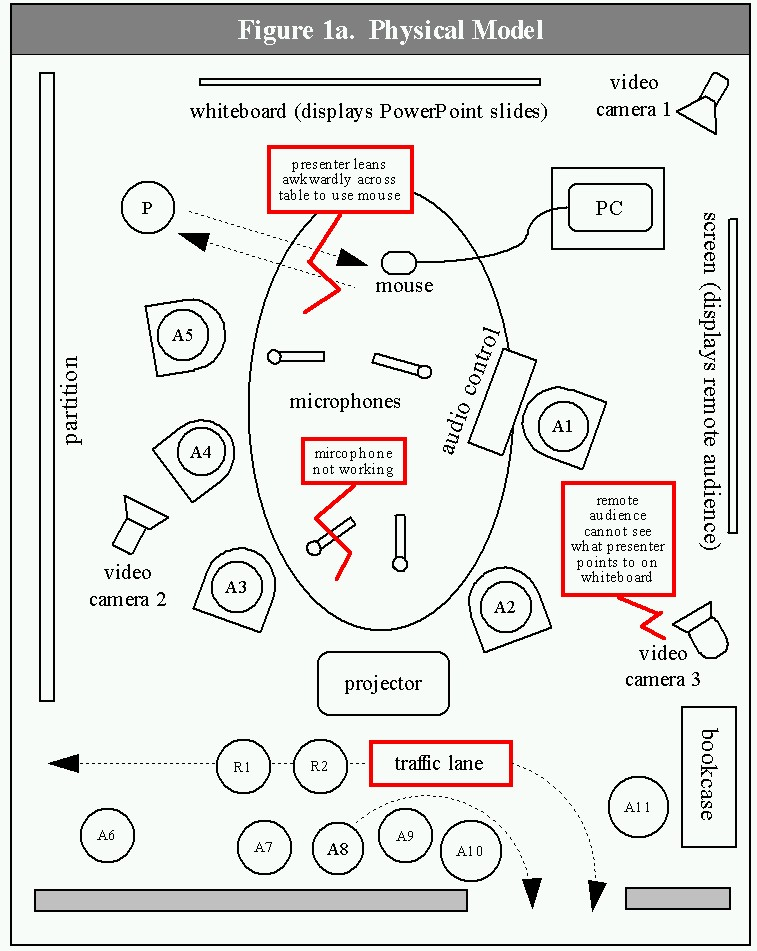 Figure 1a. Physical Model
whiteboard (displays PowerPoint slides)
video
camera 1
presenter leans
awkwardly across
table to use mouse
P
PC
mouse
screen (displays remote audience)
partition
A5
microphones
audio control
A1
A4
mircophone
not working
remote
audience
cannot see
what presenter
points to on
whiteboard
video
camera 2
A3
A2
video
camera 3
projector
bookcase
R1
R2
traffic lane
A6
A7
A8
A9
A10
A11